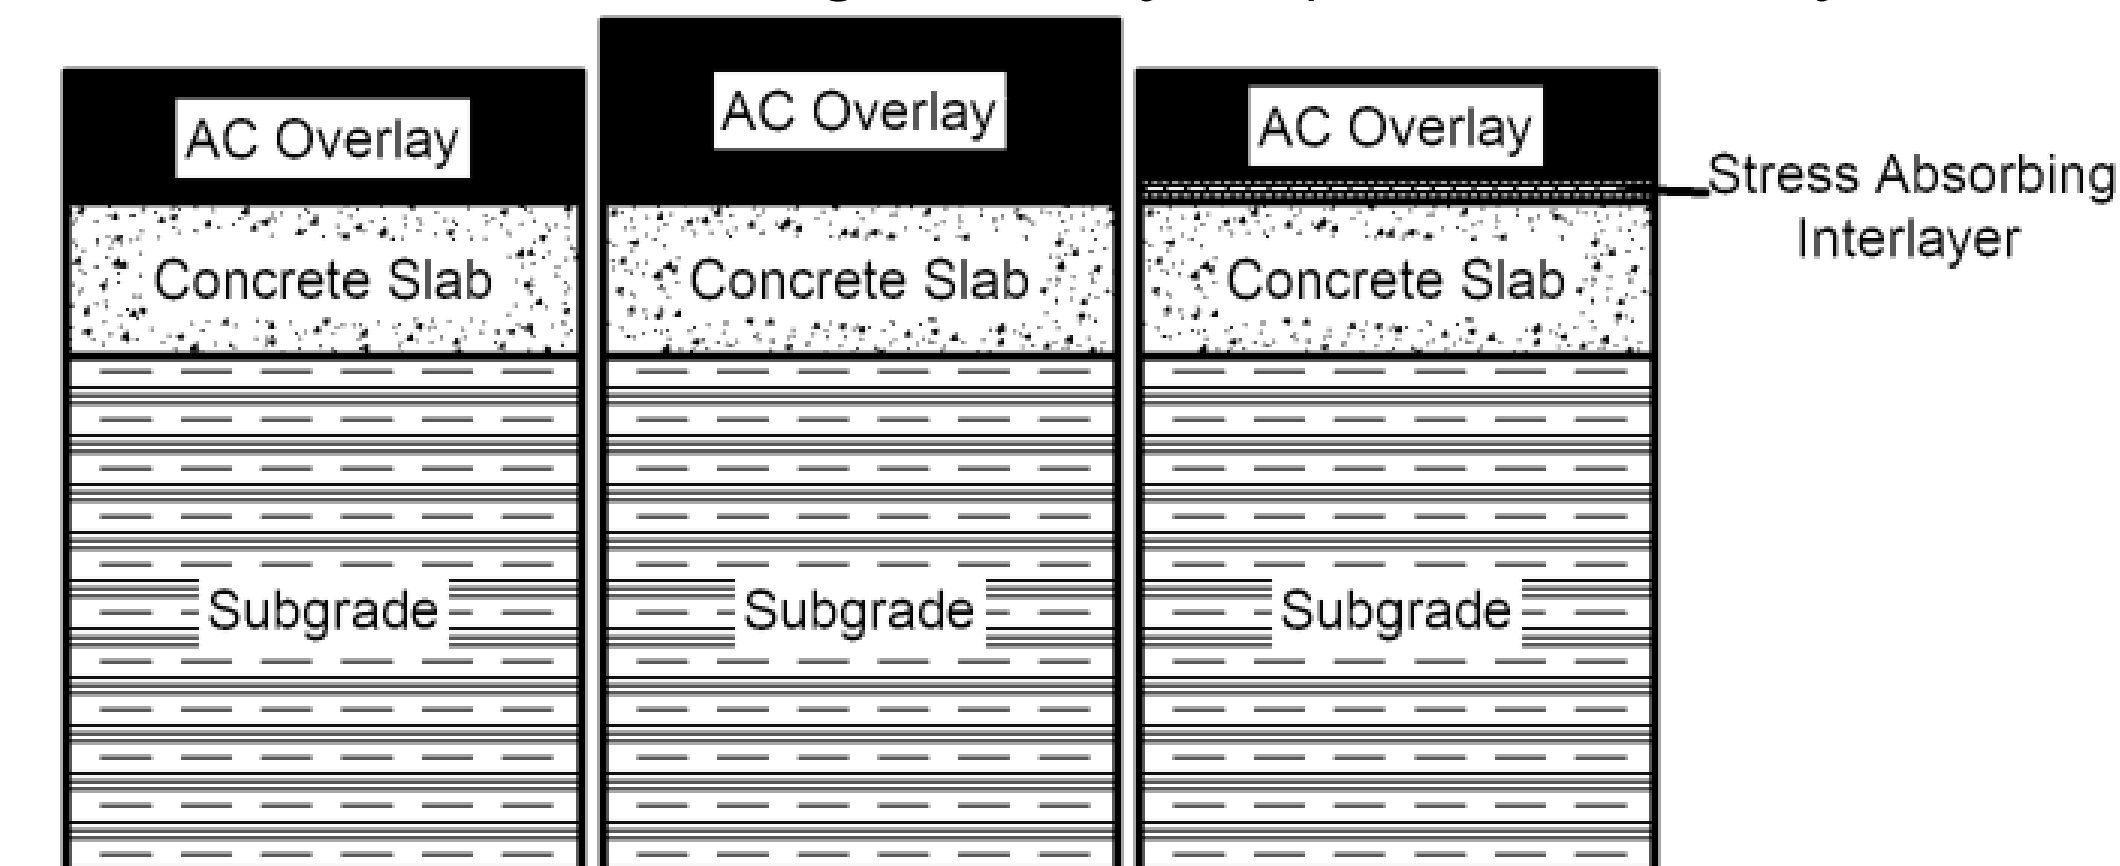 AC Overlay
AC Overlay
AC Overlay
Stress Absorbing
Interlayer
Concrete Slab
Concrete Slab
Concrete Slab
Subgrade
Subgrade
Subgrade